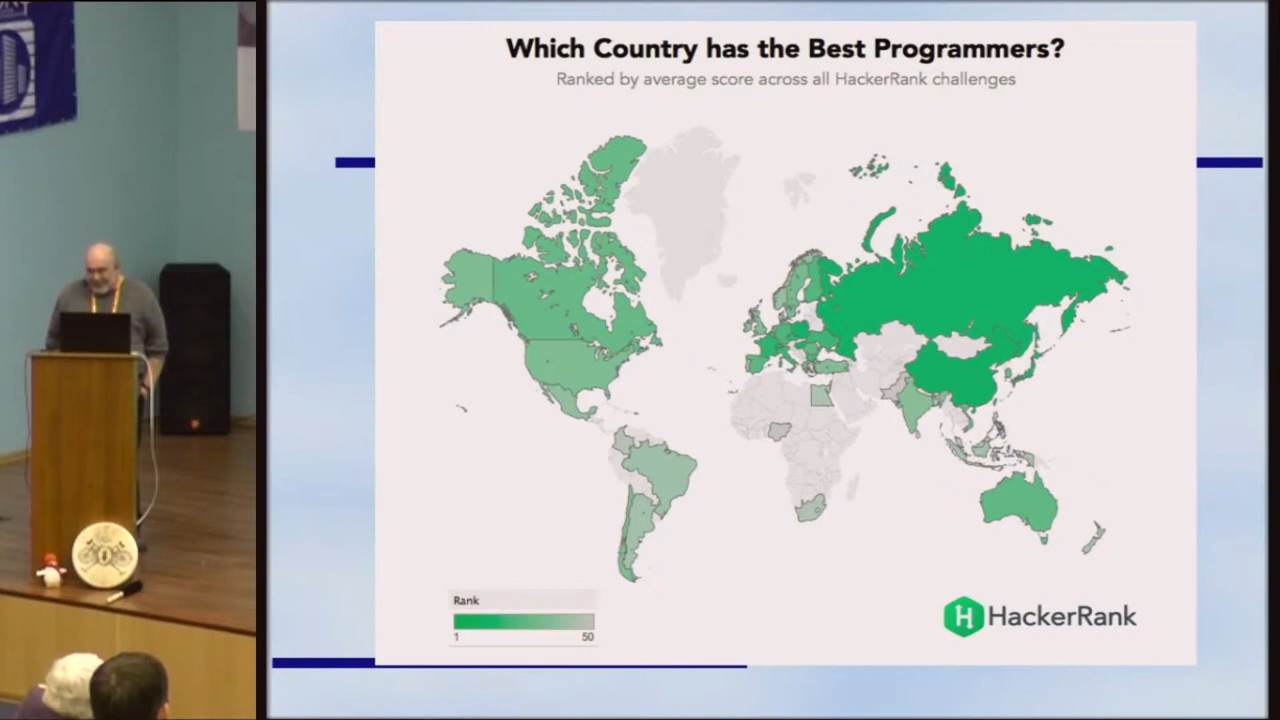 Which Country has the Best Programmers?
Ranked by average score across all HackerRank challenges
Rank
1 50
H HackerRank